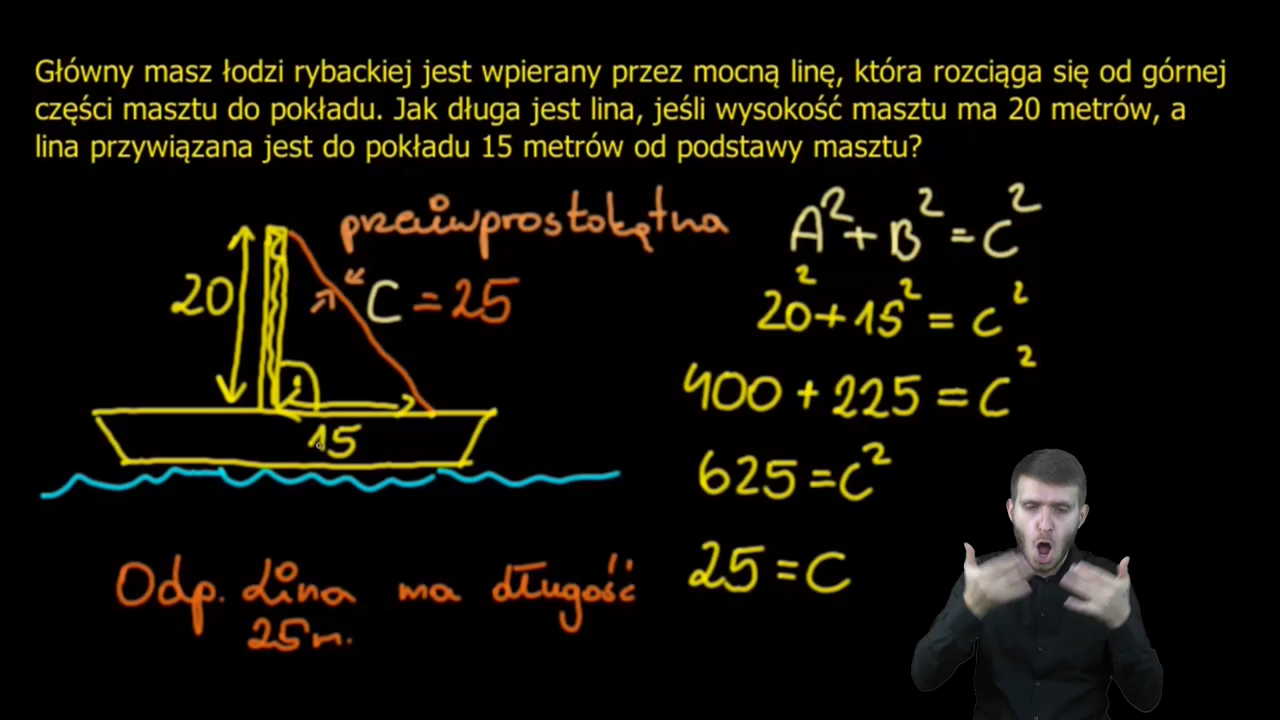 Główny masz łodzi rybackiej jest wpierany przez mocną linę, która rozciąga się od górnej
części masztu do pokładu. Jak długa jest lina, jeśli wysokość masztu ma 20 metrów, a
lina przywiązana jest do pokładu 15 metrów od podstawy masztu?
przeciwprostokętna
A² + B² = C²
20
C = 25
20² + 15² = C²
400 + 225 = C²
15
625 = C²
25 = C
Odp. Lina ma długość
25m.